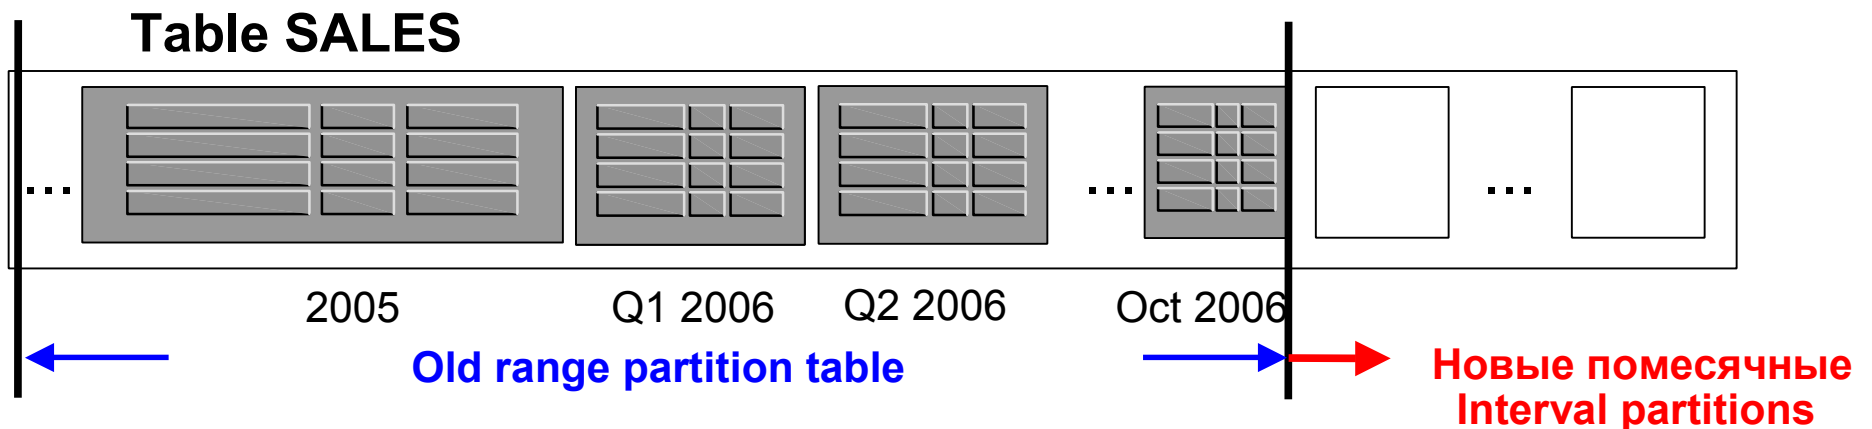 Table SALES
... ... ...
2005 Q1 2006 Q2 2006 Oct 2006
Old range partition table
Новые помесячные
Interval partitions